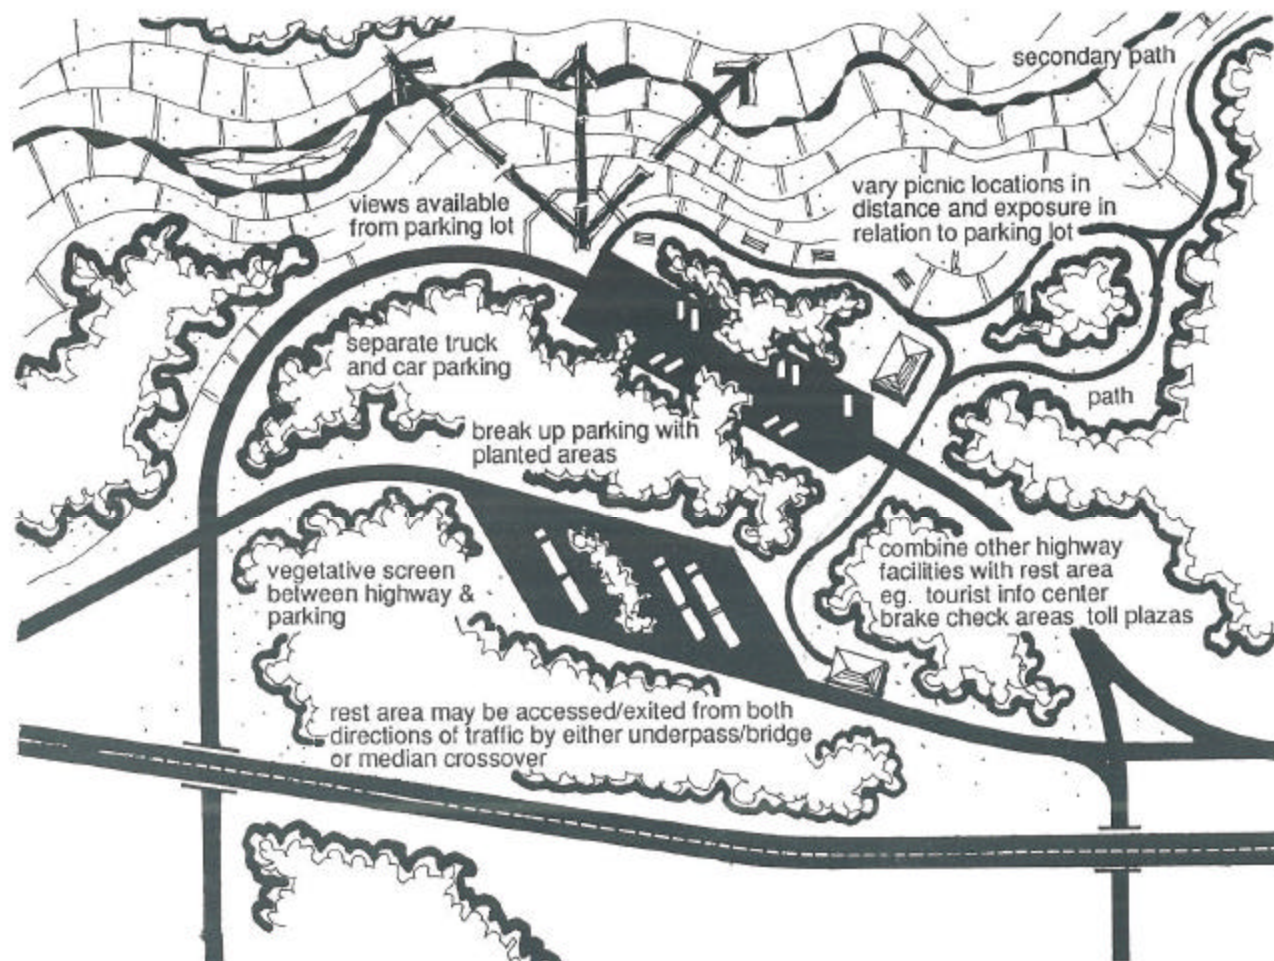 secondary path
vary picnic locations in
distance and exposure in
relation to parking lot
views available
from parking lot
separate truck
and car parking
path
break up parking with
planted areas
combine other highway
facilities with rest area
eg. tourist info center
brake check areas toll plazas
vegetative screen
between highway &
parking
rest area may be accessed/exited from both
directions of traffic by either underpass/bridge
or median crossover